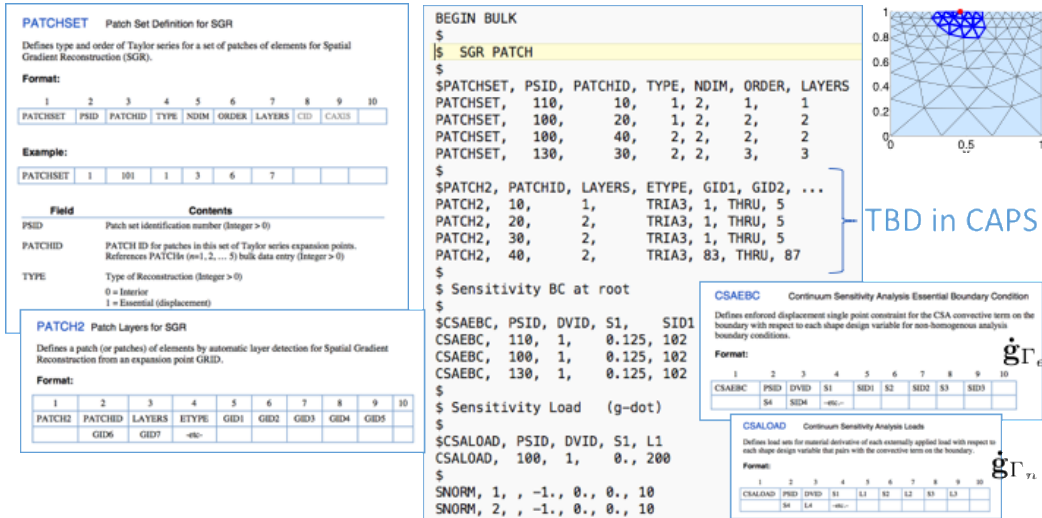 PATCHSET Patch Set Definition for SGR
Defines type and order of Taylor series for a set of patches of elements for Spatial
Gradient Reconstruction (SGR).
Format:
1 2 3 4 5 6 7 8 9 10
PATCHSET PSID PATCHID TYPE NDIM ORDER LAYERS CID CAXIS
Example:
PATCHSET 1 101 1 3 6 7
Field Contents
PSID Patch set identification number (Integer > 0)
PATCHID PATCH ID for patches in this set of Taylor series expansion points.
References PATCHn (n=1, 2, ... 5) bulk data entry (Integer > 0)
TYPE Type of Reconstruction (Integer > 0)
0 = Interior
1 = Essential (displacement)
PATCH2 Patch Layers for SGR
Defines a patch (or patches) of elements by automatic layer detection for Spatial Gradient
Reconstruction from an expansion point GRID.
Format:
1 2 3 4 5 6 7 8 9 10
PATCH2 PATCHID LAYERS ETYPE GID1 GID2 GID3 GID4 GID5
GID6 GID7 -etc-
BEGIN BULK
$
$ SGR PATCH
$
$PATCHSET, PSID, PATCHID, TYPE, NDIM, ORDER, LAYERS
PATCHSET, 110, 10, 1, 2, 1, 1
PATCHSET, 100, 20, 1, 2, 2, 2
PATCHSET, 100, 40, 2, 2, 2, 2
PATCHSET, 130, 30, 2, 2, 3, 3
$
$PATCH2, PATCHID, LAYERS, ETYPE, GID1, GID2, ...
PATCH2, 10, 1, TRIA3, 1, THRU, 5
PATCH2, 20, 2, TRIA3, 1, THRU, 5
PATCH2, 30, 2, TRIA3, 1, THRU, 5
PATCH2, 40, 2, TRIA3, 83, THRU, 87
$
$ Sensitivity BC at root
$
$CSAEBC, PSID, DVID, S1, SID1
CSAEBC, 110, 1, 0.125, 102
CSAEBC, 100, 1, 0.125, 102
CSAEBC, 130, 1, 0.125, 102
$
$ Sensitivity Load (g-dot)
$
$CSALOAD, PSID, DVID, S1, L1
CSALOAD, 100, 1, 0., 200
$
SNORM, 1, , -1., 0., 0., 10
SNORM, 2, , -1., 0., 0., 10
1
0.8
0.6
0.4
0.2
0
0 0.5 1
TBD in CAPS
CSAEBC Continuum Sensitivity Analysis Essential Boundary Condition
Defines enforced displacement single point constraint for the CSA convective term on the
boundary with respect to each shape design variable for non-homogenous analysis
boundary conditions.
Format:
1 2 3 4 5 6 7 8 9 10
CSAEBC PSID DVID S1 SID1 S2 SID2 S3 SID3
S4 SID4 -etc.-
ġΓ
CSALOAD Continuum Sensitivity Analysis Loads
Defines load sets for material derivative of each externally applied load with respect to
each shape design variable that pairs with the convective term on the boundary.
Format:
1 2 3 4 5 6 7 8 9 10
CSALOAD PSID DVID S1 L1 S2 L2 S3 L3
S4 L4 -etc.-
ġΓ